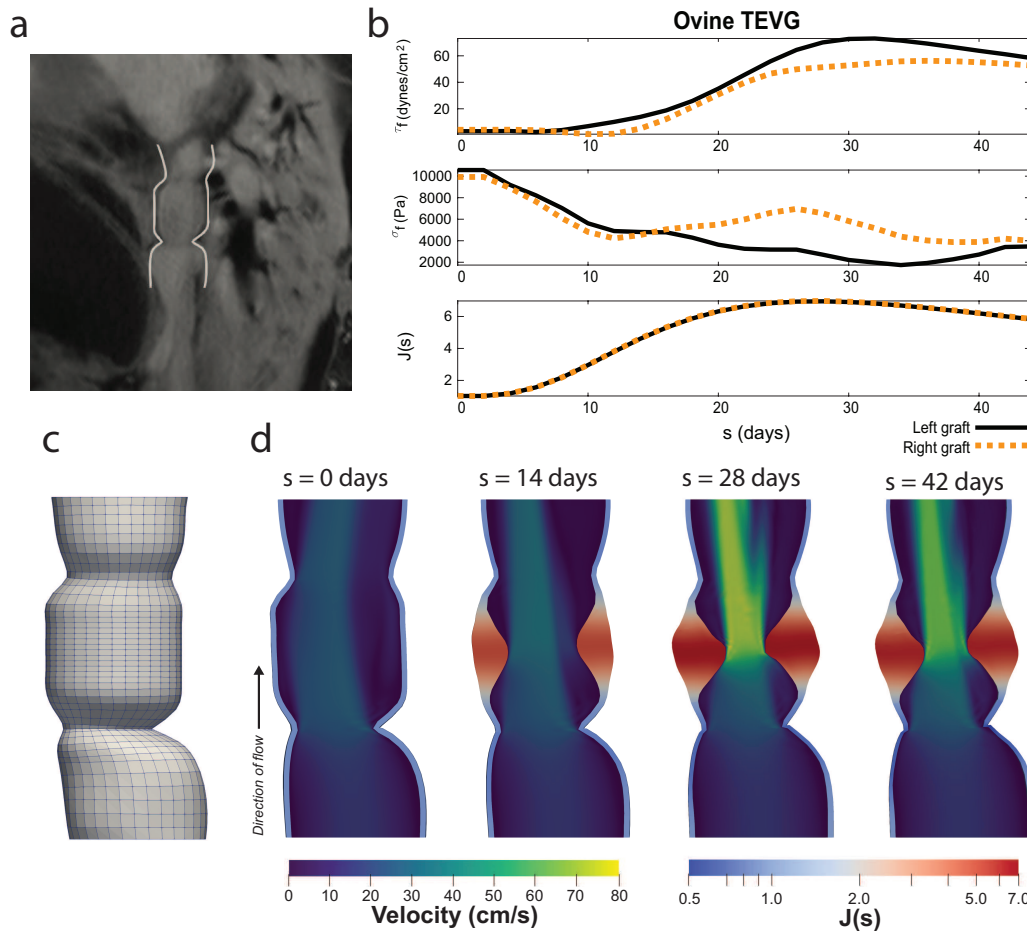 a
b
Ovine TEVG
τf (dynes/cm²)
60
40
20
0
10
20
30
40
σf (Pa)
10000
8000
6000
4000
2000
0
10
20
30
40
J(s)
6
4
2
0
10
20
30
40
s (days)
Left graft
Right graft
c
d
s = 0 days
s = 14 days
s = 28 days
s = 42 days
Direction of flow
0 10 20 30 40 50 60 70 80
Velocity (cm/s)
0.5 1.0 2.0 5.0 7.0
J(s)